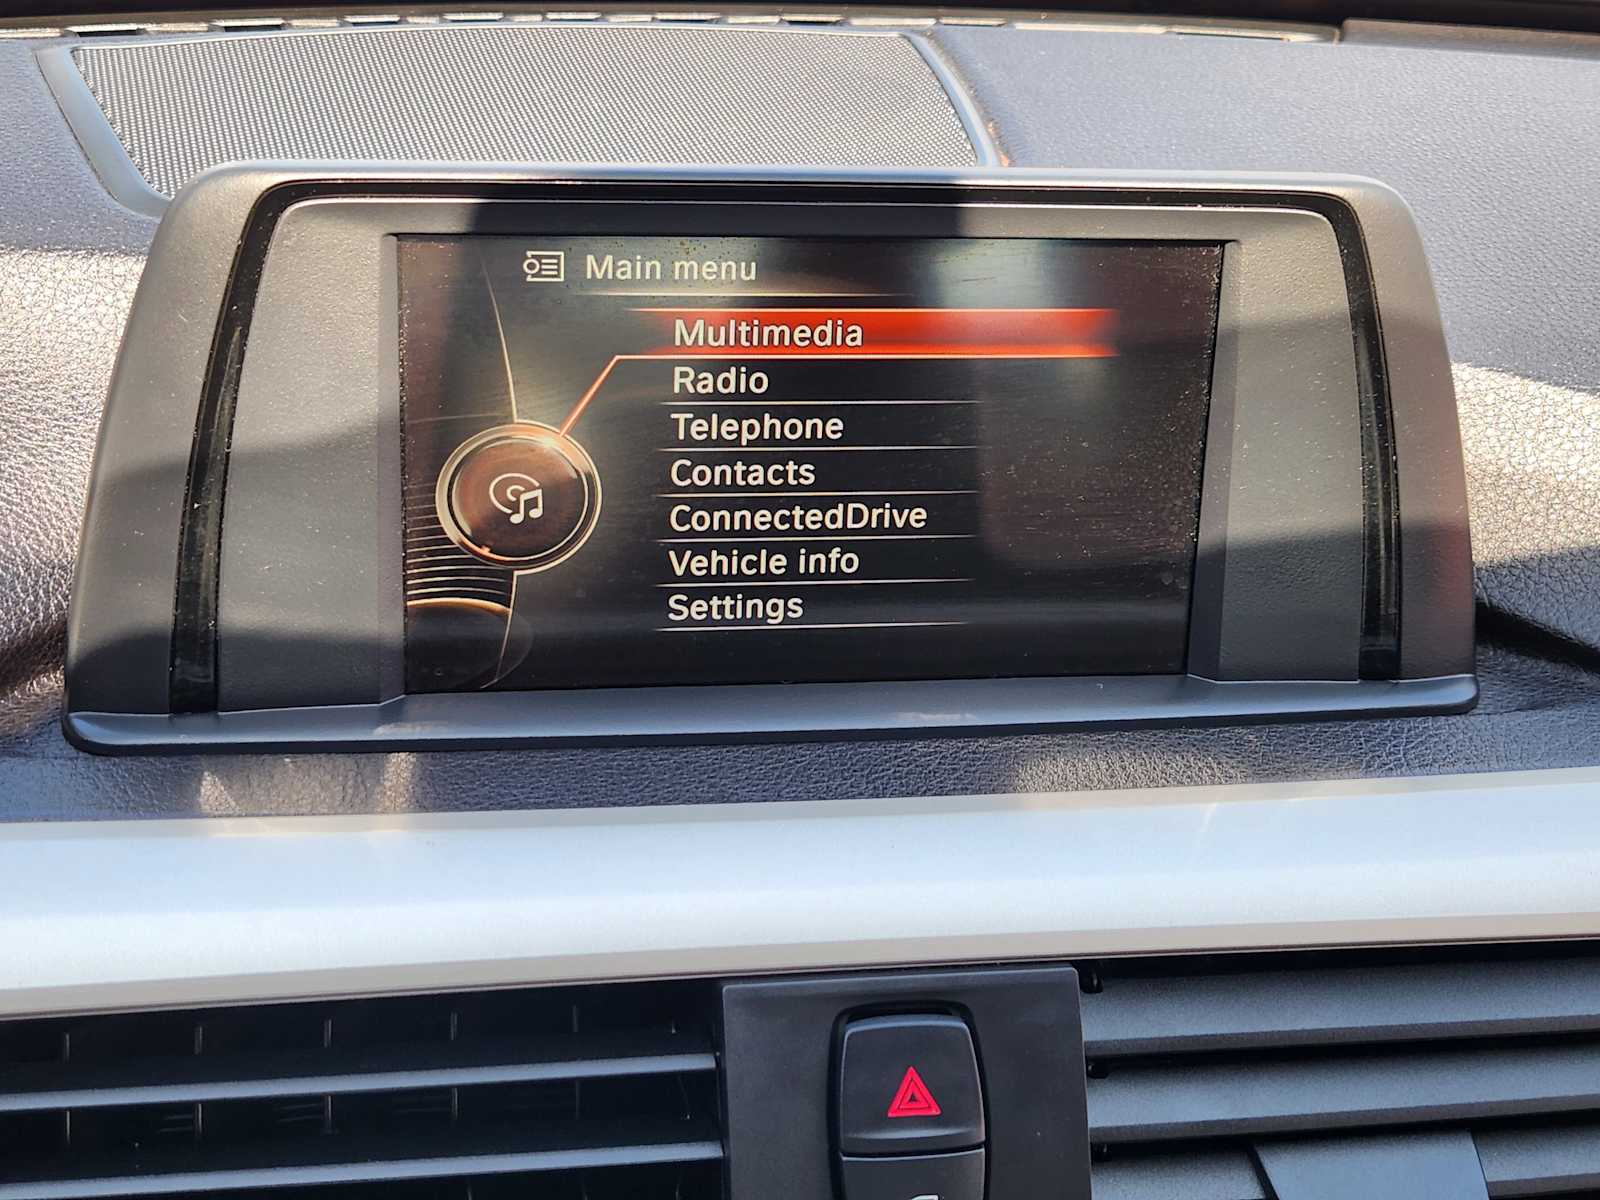 Main menu
Multimedia
Radio
Telephone
Contacts
ConnectedDrive
Vehicle info
Settings